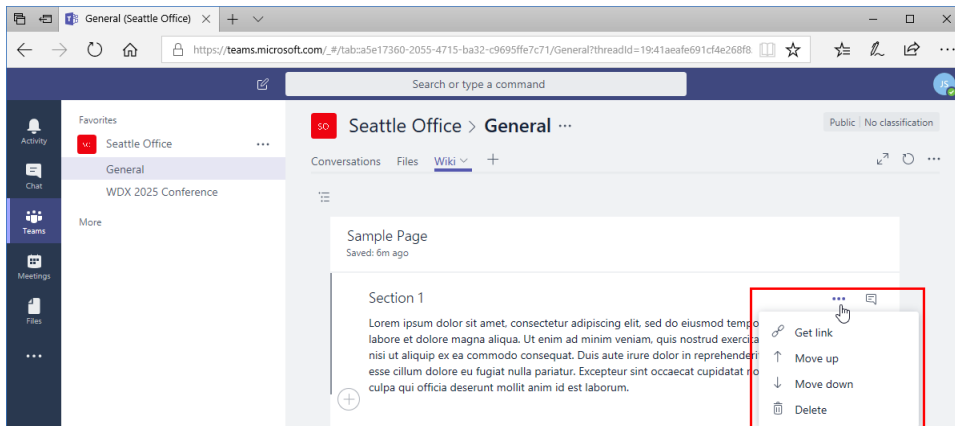 General (Seattle Office)
https://teams.microsoft.com/_#/tab::a5e17360-2055-4715-ba32-c9695ffe7c71/General?threadId=19:41aeafe691cf4e268f8
Search or type a command
JS
Activity
Chat
Teams
Meetings
Files
Favorites
SO Seattle Office
General
WDX 2025 Conference
More
SO Seattle Office > General
Public No classification
Conversations Files Wiki
Sample Page
Saved: 6m ago
Section 1
Lorem ipsum dolor sit amet, consectetur adipiscing elit, sed do eiusmod tempo
labore et dolore magna aliqua. Ut enim ad minim veniam, quis nostrud exercita
nisi ut aliquip ex ea commodo consequat. Duis aute irure dolor in reprehenderi
esse cillum dolore eu fugiat nulla pariatur. Excepteur sint occaecat cupidatat no
culpa qui officia deserunt mollit anim id est laborum.
Get link
Move up
Move down
Delete